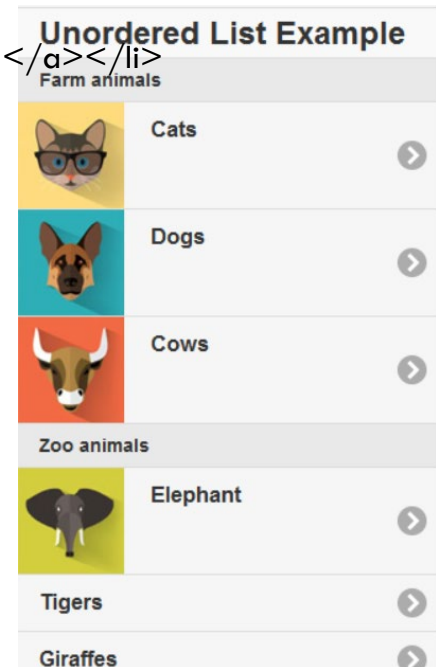 Unordered List Example
</a></li>
Farm animals
Cats
Dogs
Cows
Zoo animals
Elephant
Tigers
Giraffes